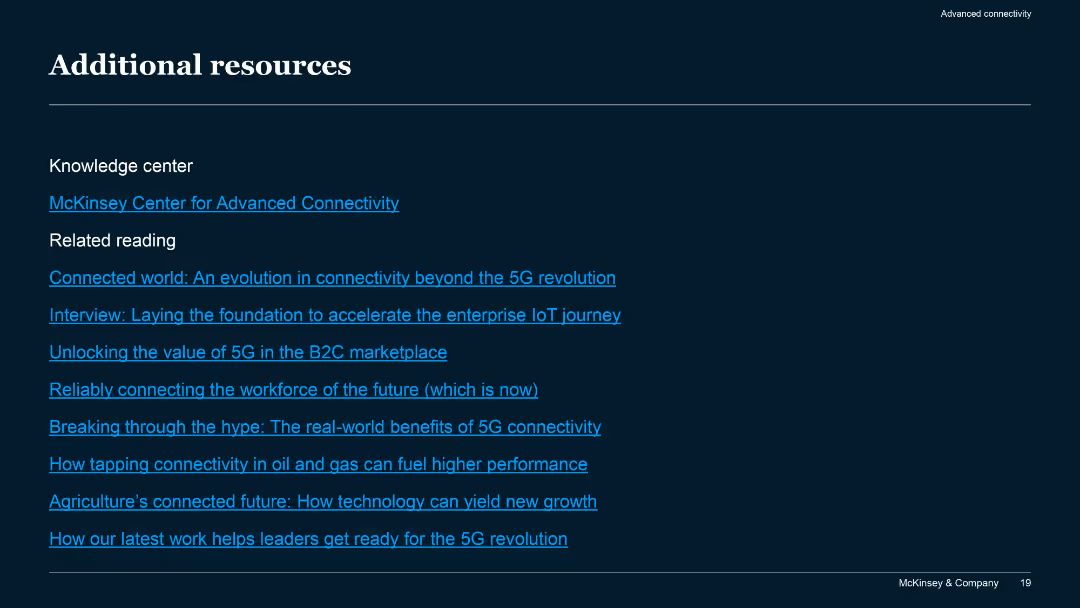 Advanced connectivity
Additional resources
Knowledge center
McKinsey Center for Advanced Connectivity
Related reading
Connected world: An evolution in connectivity beyond the 5G revolution
Interview: Laying the foundation to accelerate the enterprise IoT journey
Unlocking the value of 5G in the B2C marketplace
Reliably connecting the workforce of the future (which is now)
Breaking through the hype: The real-world benefits of 5G connectivity
How tapping connectivity in oil and gas can fuel higher performance
Agriculture’s connected future: How technology can yield new growth
How our latest work helps leaders get ready for the 5G revolution
McKinsey & Company 19